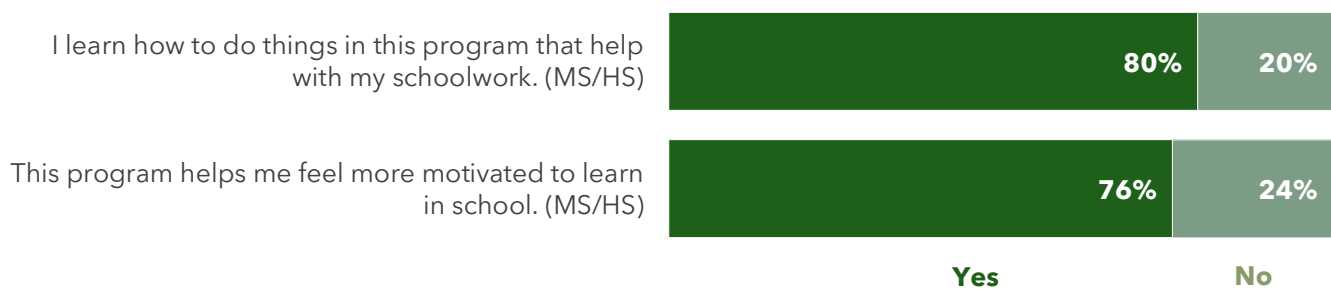 I learn how to do things in this program that help
with my schoolwork. (MS/HS)
80%
20%
This program helps me feel more motivated to learn
in school. (MS/HS)
76%
24%
Yes
No